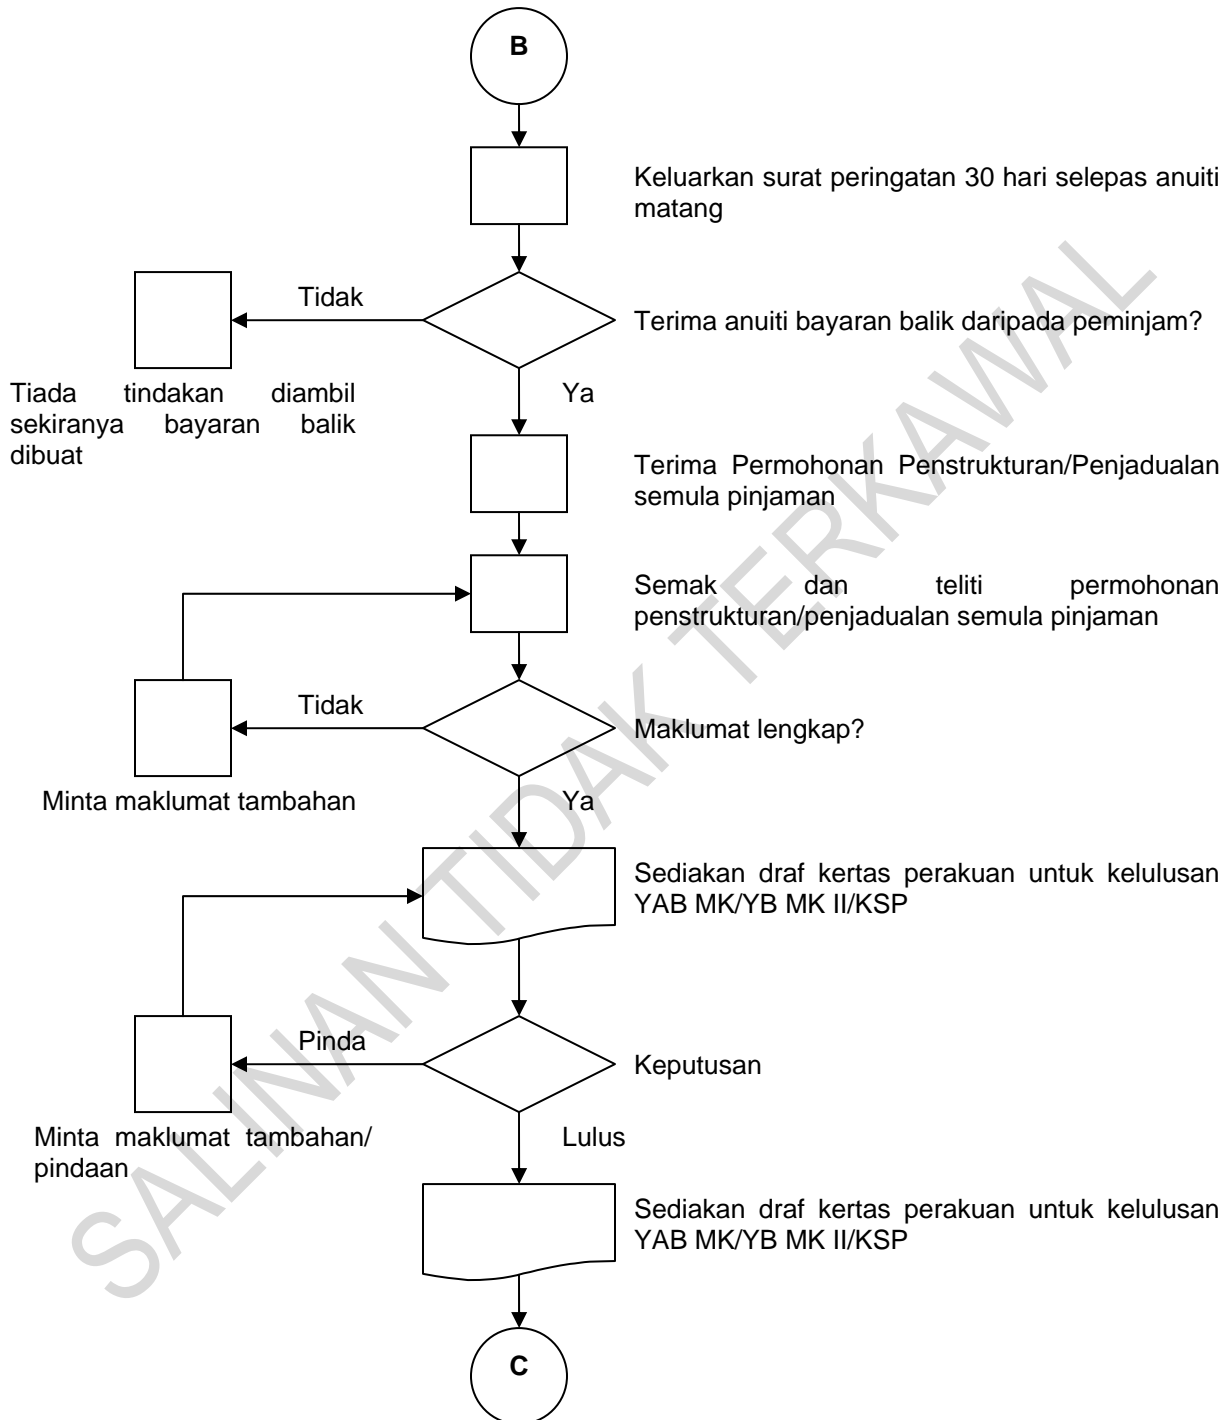 B
Keluarkan surat peringatan 30 hari selepas anuiti
matang
Tidak
Terima anuiti bayaran balik daripada peminjam?
Tiada tindakan diambil
sekiranya bayaran balik
dibuat
Ya
Terima Permohonan Penstrukturan/Penjadualan
semula pinjaman
Semak dan teliti permohonan
penstrukturan/penjadualan semula pinjaman
Tidak
Maklumat lengkap?
Minta maklumat tambahan
Ya
Sediakan draf kertas perakuan untuk kelulusan
YAB MK/YB MK II/KSP
Pinda
Keputusan
Minta maklumat tambahan/
pindaan
Lulus
Sediakan draf kertas perakuan untuk kelulusan
YAB MK/YB MK II/KSP
C
SALINAN TIDAK TERKAWAL